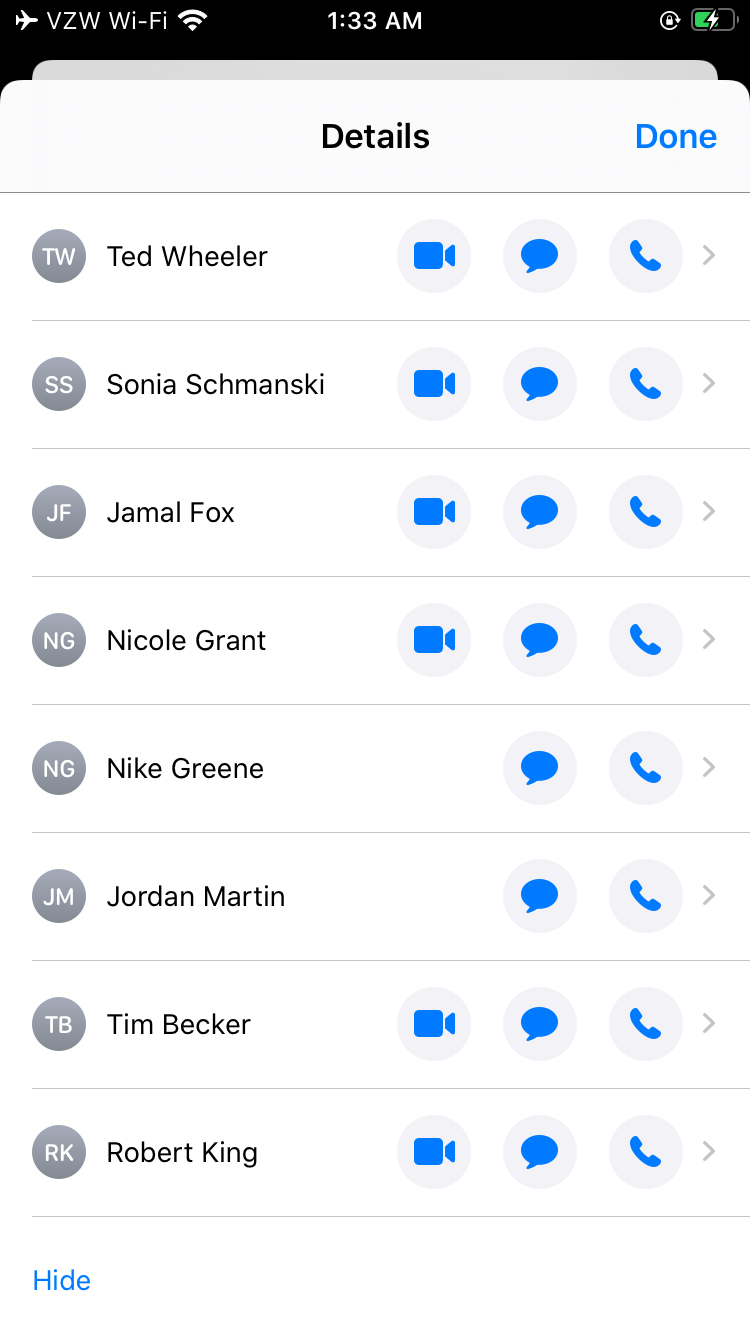 VZW Wi-Fi 1:33 AM
Details Done
TW Ted Wheeler
SS Sonia Schmanski
JF Jamal Fox
NG Nicole Grant
NG Nike Greene
JM Jordan Martin
TB Tim Becker
RK Robert King
Hide